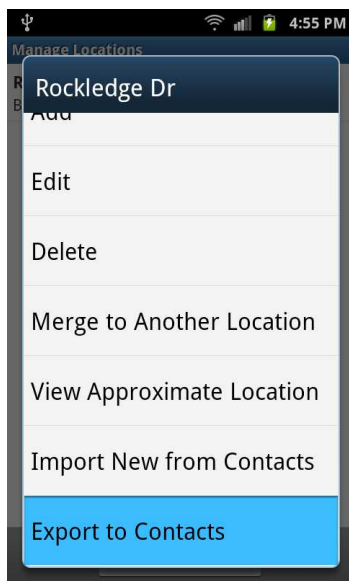 4:55 PM
Manage Locations
R
Rockledge Dr
B
Add
Edit
Delete
Merge to Another Location
View Approximate Location
Import New from Contacts
Export to Contacts